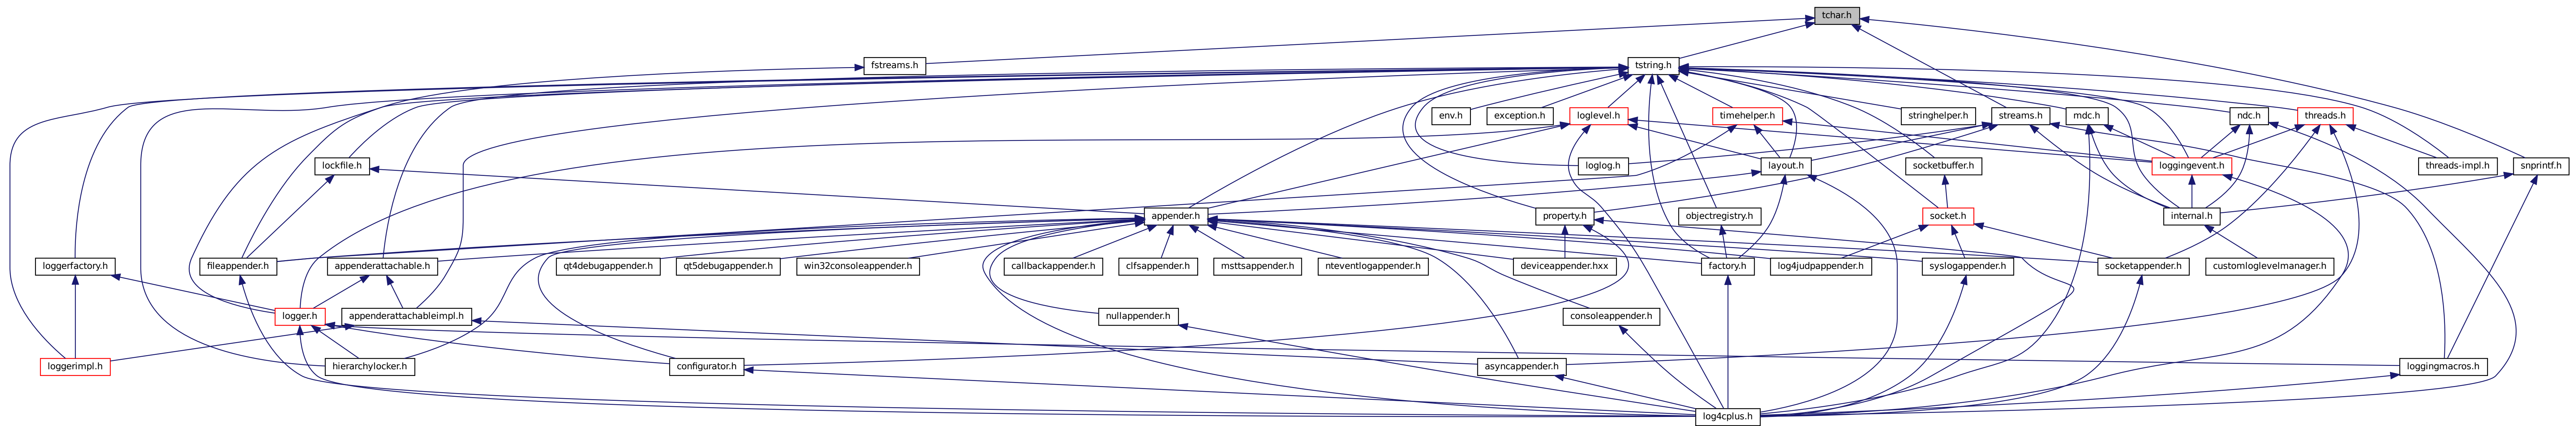 tchar.h
fstreams.h
tstring.h
env.h
exception.h
loglevel.h
timehelper.h
stringhelper.h
streams.h
mdc.h
ndc.h
threads.h
lockfile.h
loglog.h
socketbuffer.h
layout.h
loggingevent.h
threads-impl.h
snprintf.h
appender.h
property.h
objectregistry.h
socket.h
internal.h
loggerfactory.h
fileappender.h
appenderattachable.h
qt4debugappender.h
qt5debugappender.h
win32consoleappender.h
callbackappender.h
clfsappender.h
msttsappender.h
nteventlogappender.h
deviceappender.hxx
factory.h
log4judpappender.h
syslogappender.h
socketappender.h
customloglevelmanager.h
logger.h
appenderattachableimpl.h
nullappender.h
consoleappender.h
loggerimpl.h
hierarchylocker.h
configurator.h
asyncappender.h
loggingmacros.h
log4cplus.h